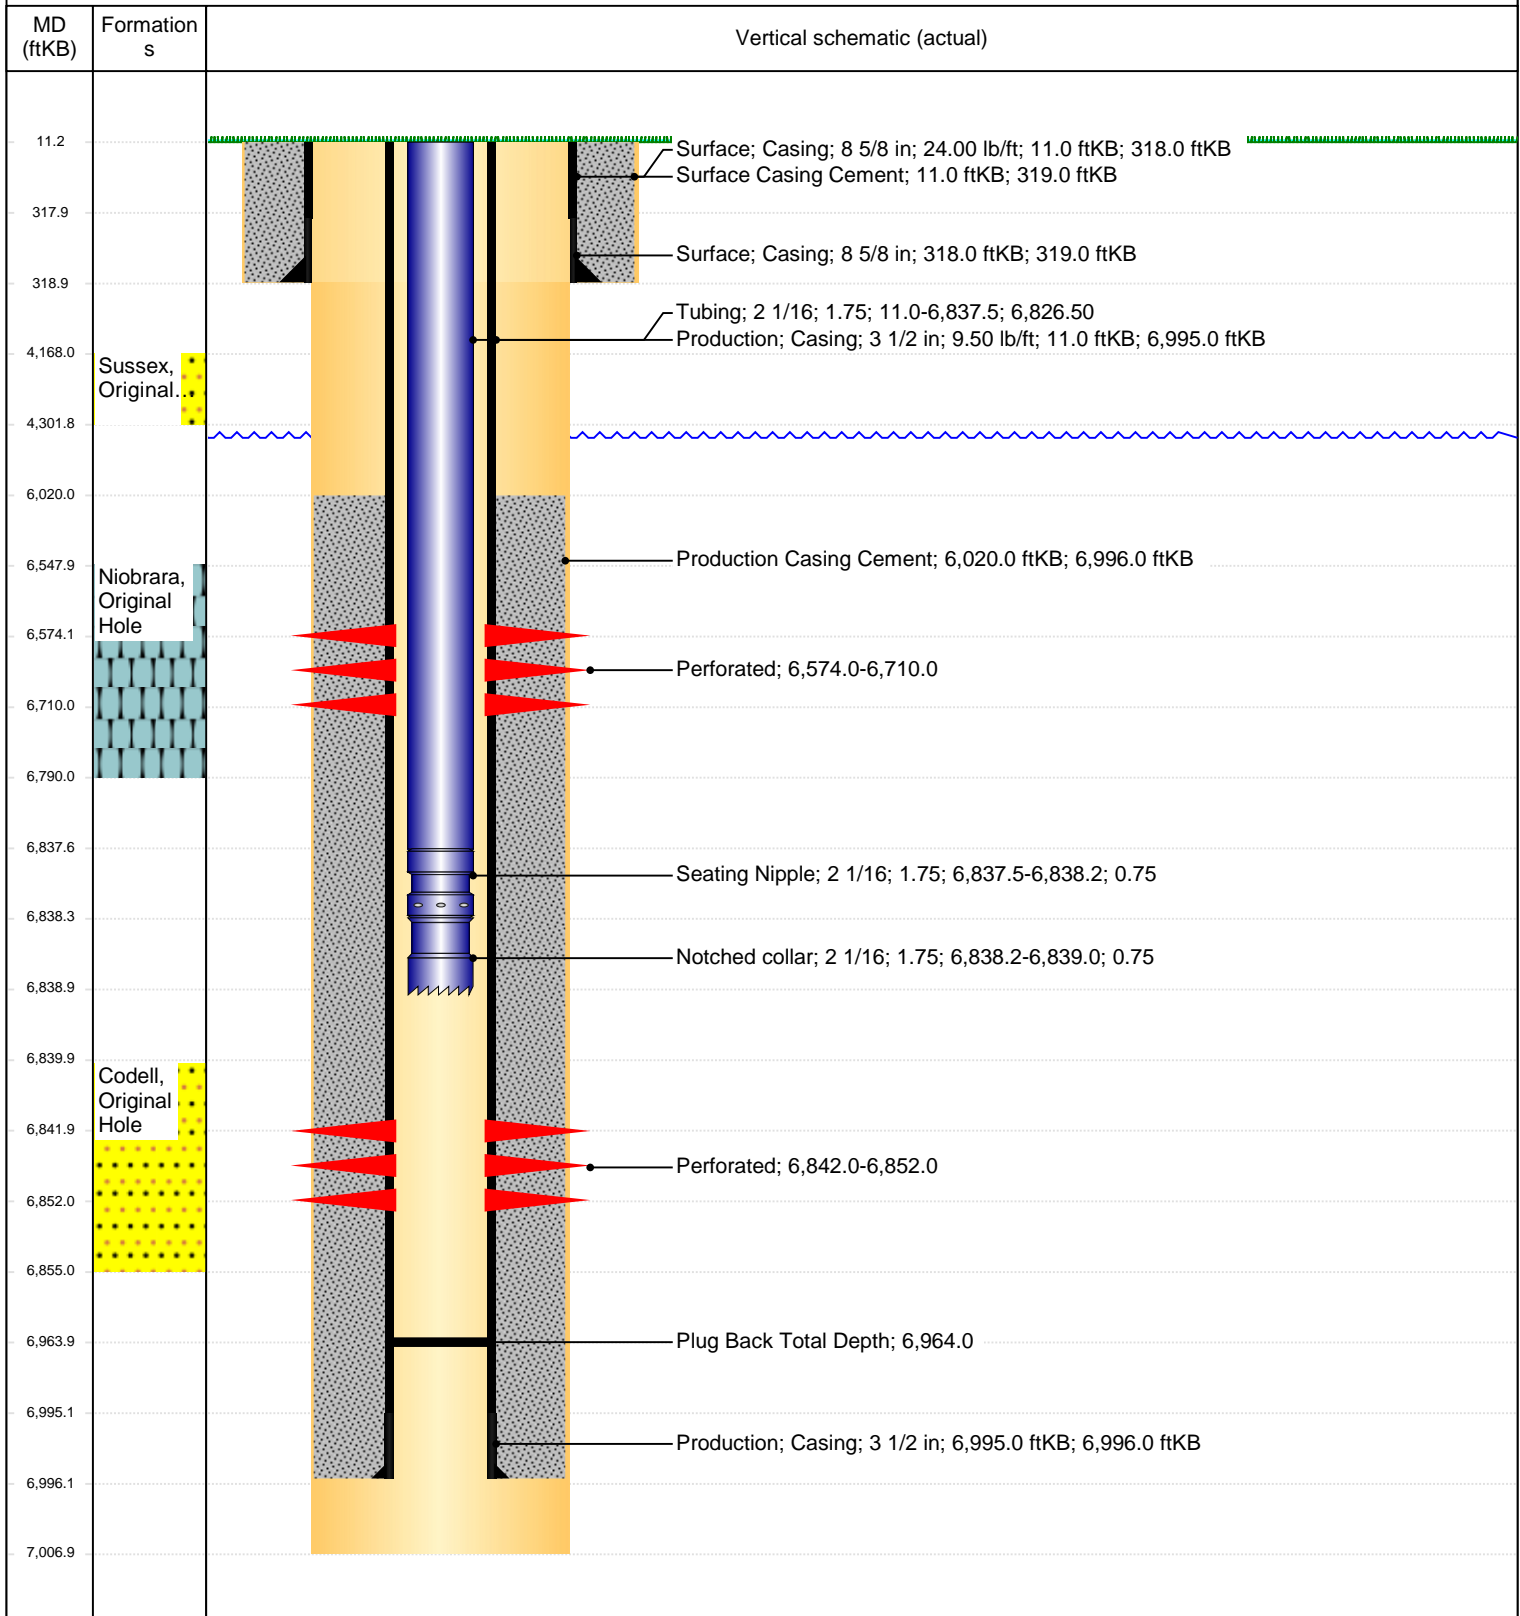 MD
(ftKB)
Formation
s
Vertical schematic (actual)
11.2
Surface; Casing; 8 5/8 in; 24.00 lb/ft; 11.0 ftKB; 318.0 ftKB
Surface Casing Cement; 11.0 ftKB; 319.0 ftKB
317.9
Surface; Casing; 8 5/8 in; 318.0 ftKB; 319.0 ftKB
318.9
Tubing; 2 1/16; 1.75; 11.0-6,837.5; 6,826.50
Production; Casing; 3 1/2 in; 9.50 lb/ft; 11.0 ftKB; 6,995.0 ftKB
4,168.0
Sussex,
Original...
4,301.8
6,020.0
Production Casing Cement; 6,020.0 ftKB; 6,996.0 ftKB
6,547.9
Niobrara,
Original
Hole
6,574.1
Perforated; 6,574.0-6,710.0
6,710.0
6,790.0
6,837.6
Seating Nipple; 2 1/16; 1.75; 6,837.5-6,838.2; 0.75
6,838.3
Notched collar; 2 1/16; 1.75; 6,838.2-6,839.0; 0.75
6,838.9
6,839.9
Codell,
Original
Hole
6,841.9
Perforated; 6,842.0-6,852.0
6,852.0
6,855.0
6,963.9
Plug Back Total Depth; 6,964.0
6,995.1
Production; Casing; 3 1/2 in; 6,995.0 ftKB; 6,996.0 ftKB
6,996.1
7,006.9